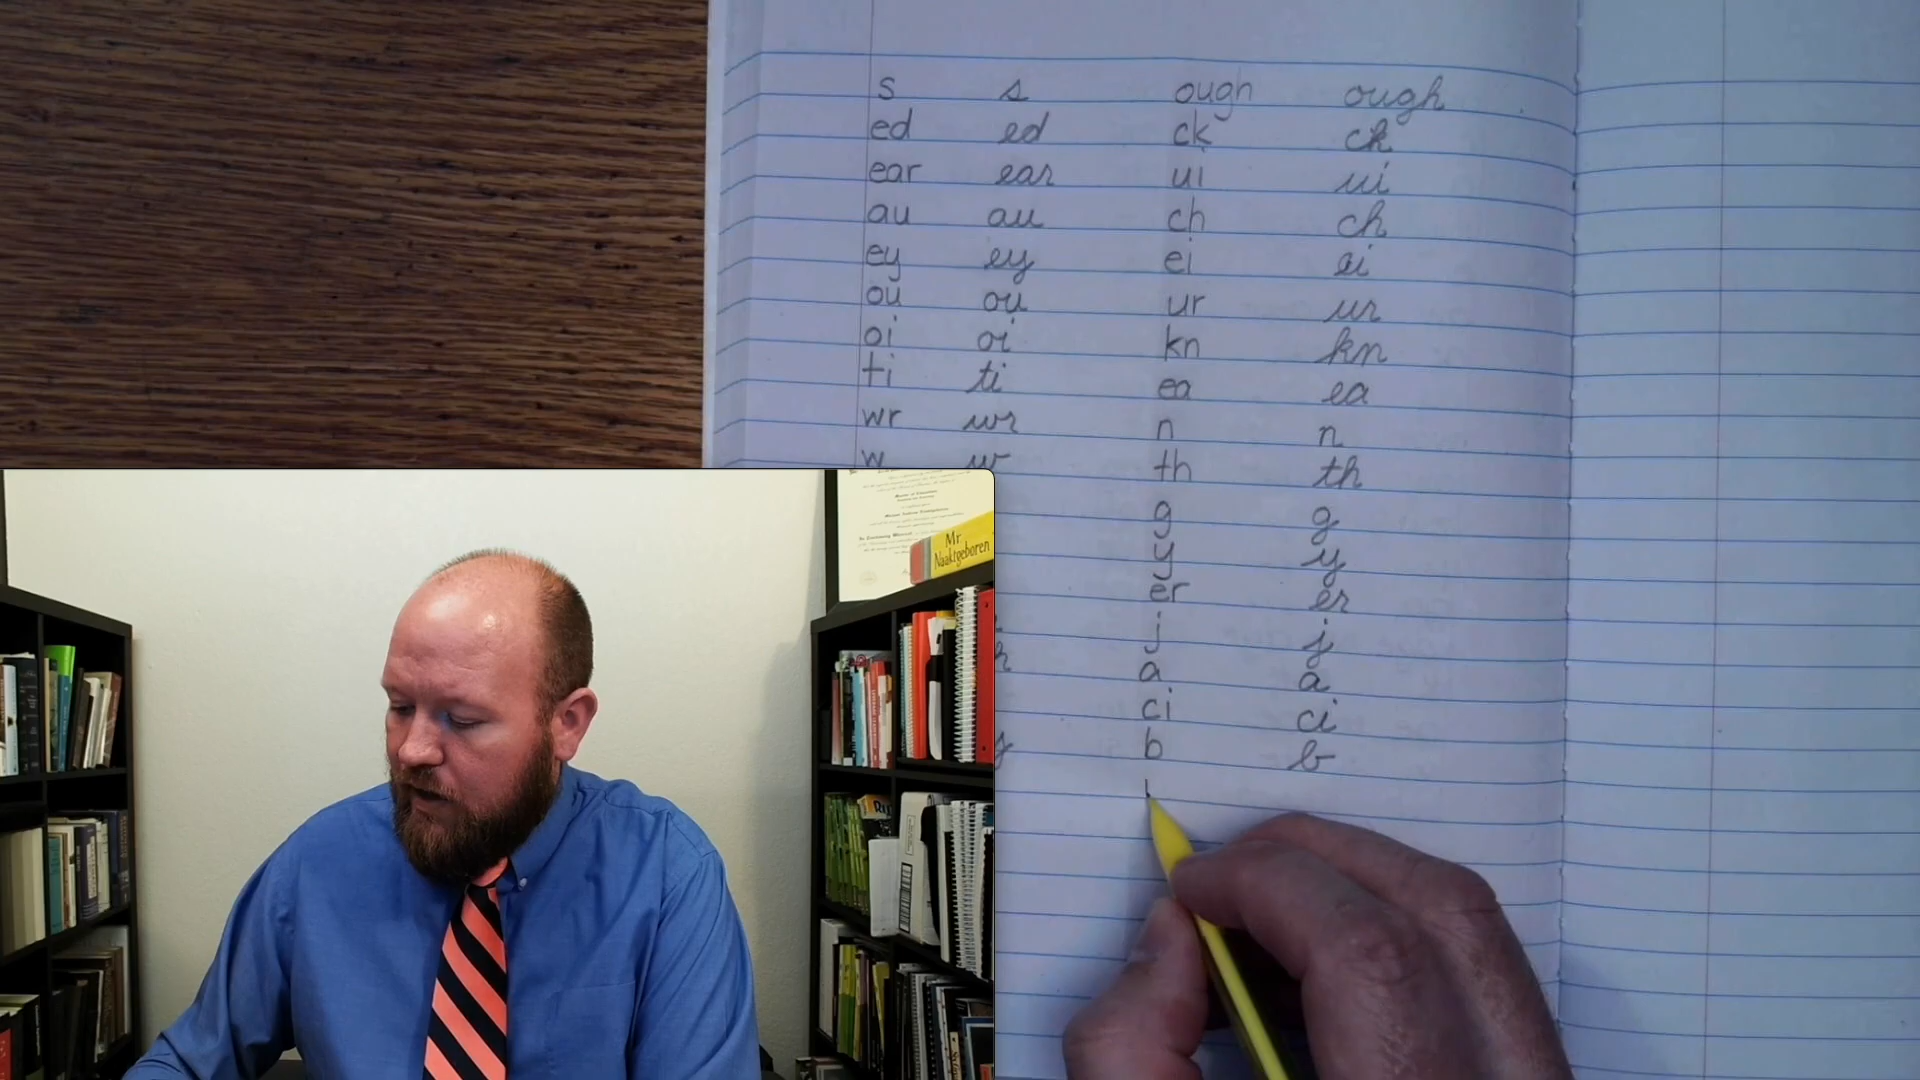 s s ough ough
ed ed ck ck
ear ear ui ui
au au ch ch
ey ey ei ei
ou ou ur ur
oi oi kn kn
ti ti ea ea
wr wr n n
w w th th
g g
y y
er er
j j
a a
ci ci
b b
Mr
Naaktgeboren